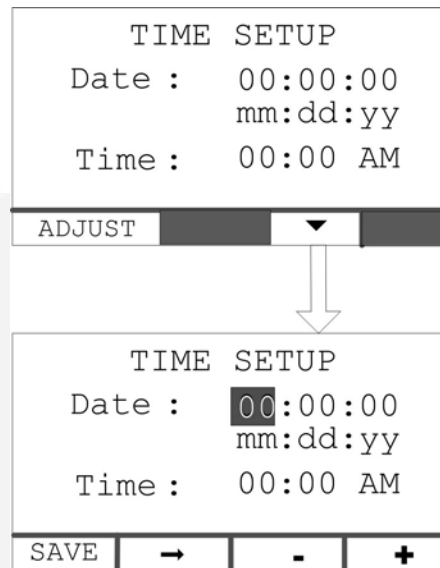 TIME SETUP
Date : 00:00:00
mm:dd:yy
Time : 00:00 AM
ADJUST ▼
TIME SETUP
Date : 00:00:00
mm:dd:yy
Time : 00:00 AM
SAVE → - +